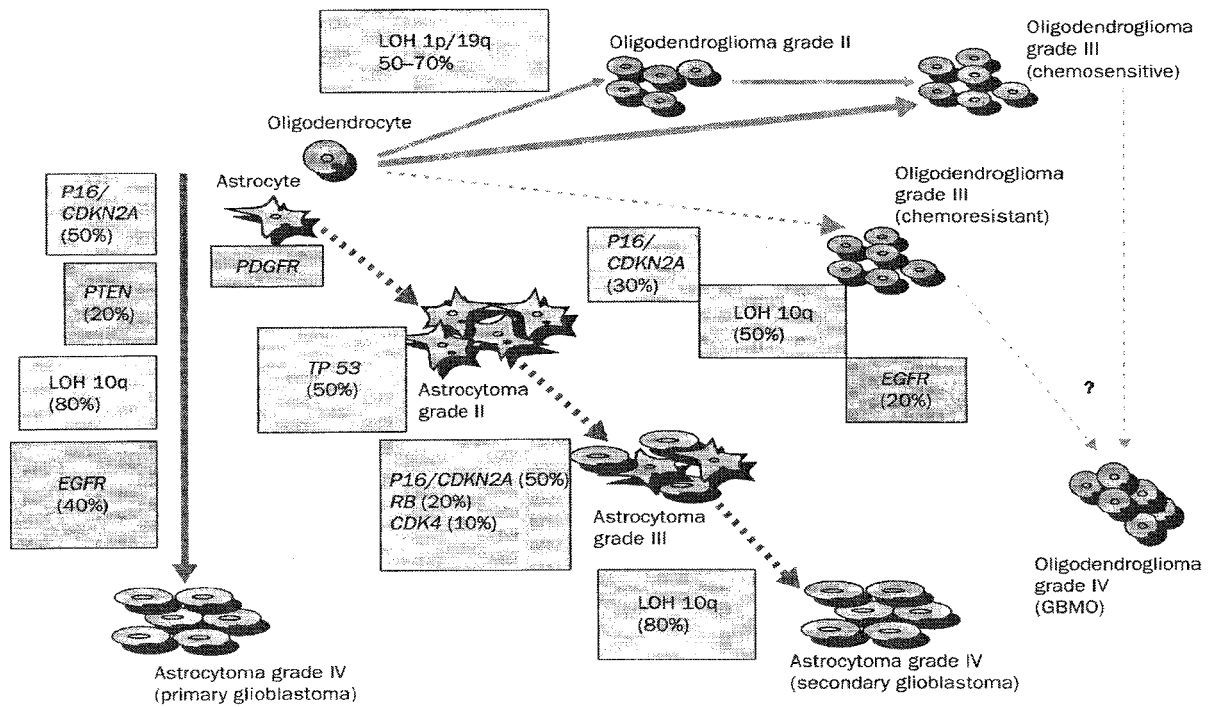 LOH 1p/19q
50–70%
Oligodendroglioma grade II
Oligodendroglioma
grade III
(chemosensitive)
Oligodendrocyte
Astrocyte
P16/
CDKN2A
(50%)
PDGFR
Oligodendroglioma
grade III
(chemoresistant)
P16/
CDKN2A
(30%)
PTEN
(20%)
LOH 10q
(50%)
TP 53
(50%)
Astrocytoma
grade II
LOH 10q
(80%)
EGFR
(20%)
?
EGFR
(40%)
P16/CDKN2A (50%)
RB (20%)
CDK4 (10%)
Astrocytoma
grade III
Oligodendroglioma
grade IV
(GBMO)
LOH 10q
(80%)
Astrocytoma grade IV
(primary glioblastoma)
Astrocytoma grade IV
(secondary glioblastoma)